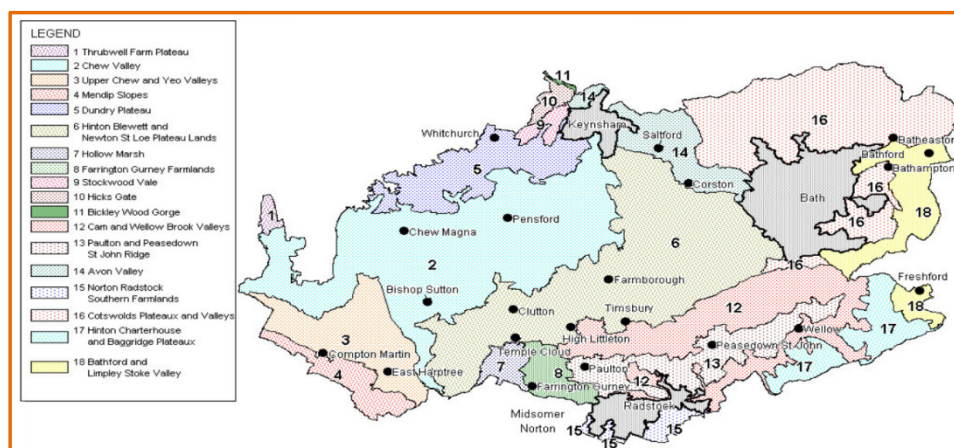 LEGEND
1 Thrubwell Farm Plateau
2 Chew Valley
3 Upper Chew and Yeo Valleys
4 Mendip Slopes
5 Dundry Plateau
6 Hinton Blewett and
Newton St Loe Plateau Lands
7 Hollow Marsh
8 Farrington Gurney Farmlands
9 Stockwood Vale
10 Hicks Gate
11 Bickley Wood Gorge
12 Cam and Wellow Brook Valleys
13 Paulton and Peasedown
St John Ridge
14 Avon Valley
15 Norton Radstock
Southern Farmlands
16 Cotswolds Plateaux and Valleys
17 Hinton Charterhouse
and Baggridge Plateaux
18 Bathford and
Limpley Stoke Valley
11
14
10
Keynsham
9
Whitchurch
5
Saltford
14
16
Batheaston
Bathford
Bathampton
16
Corston
Bath
18
16
1
Pensford
Chew Magna
6
2
16
Farmborough
Freshford
Bishop Sutton
12
18
Clutton
Timsbury
17
3
High Littleton
Wellow
Temple Cloud
Peasedown St John
Compton Martin
7
13
4
East Harptree
8
Paulton
12
17
Farrington Gurney
Radstock
Midsomer
Norton
15
15
15